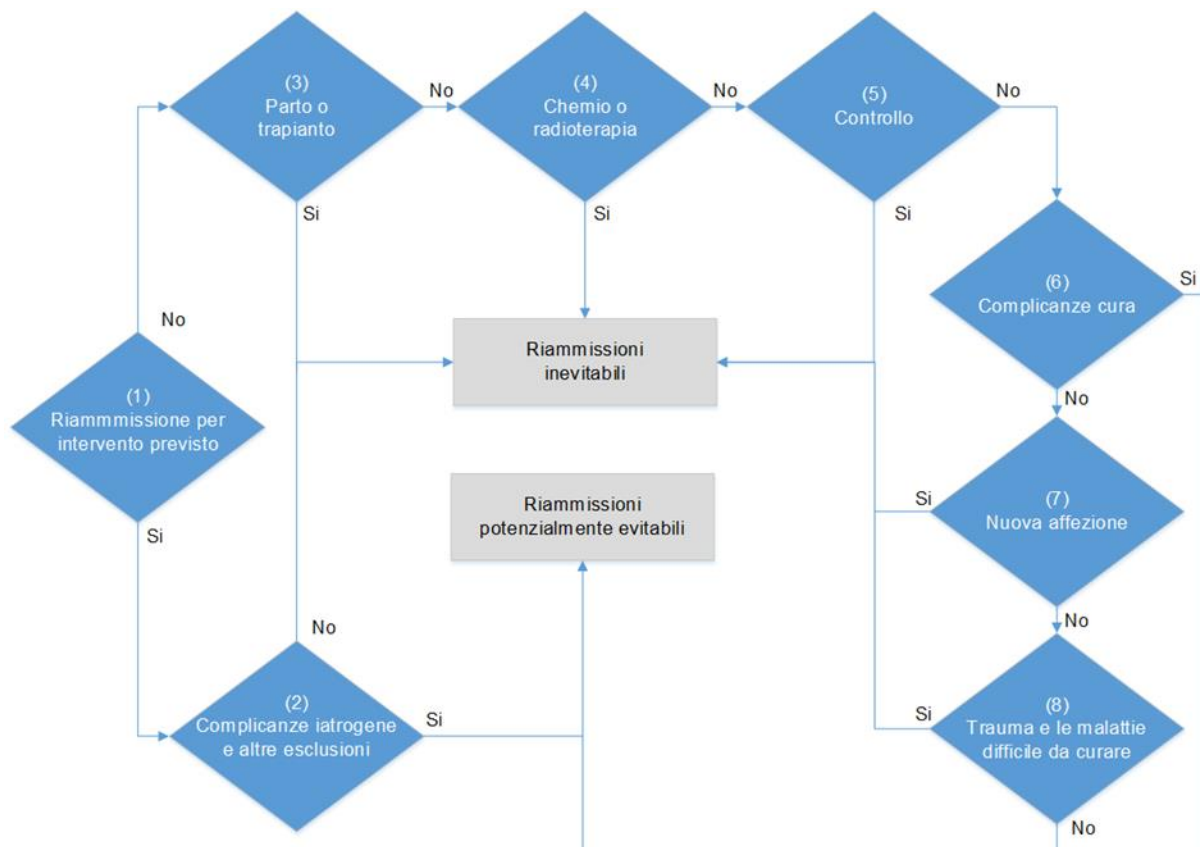 (3)
Parto o
trapianto
No
Si
(4)
Chemio o
radioterapia
No
Si
(5)
Controllo
No
Si
(6)
Complicanze cura
Si
No
Riammissioni
inevitabili
No
(1)
Riammmissione per
intervento previsto
Si
(7)
Nuova affezione
Si
No
Riammissioni
potenzialmente evitabili
No
(2)
Complicanze iatrogene
e altre esclusioni
Si
(8)
Trauma e le malattie
difficile da curare
Si
No